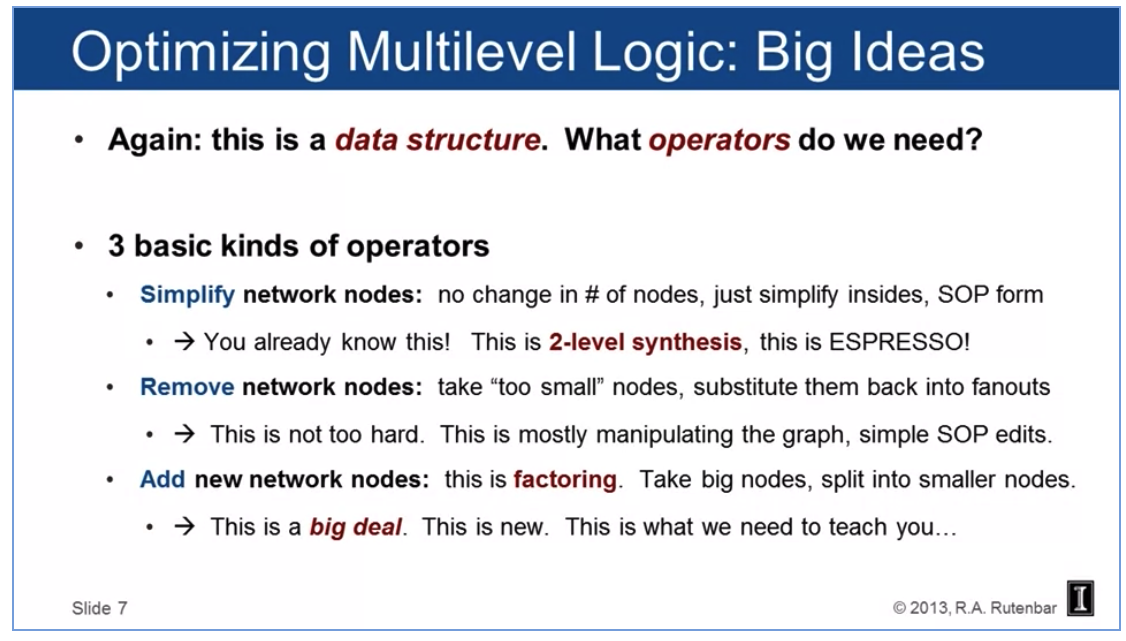 Optimizing Multilevel Logic: Big Ideas
• Again: this is a data structure. What operators do we need?
• 3 basic kinds of operators
• Simplify network nodes: no change in # of nodes, just simplify insides, SOP form
• → You already know this! This is 2-level synthesis, this is ESPRESSO!
• Remove network nodes: take “too small” nodes, substitute them back into fanouts
• → This is not too hard. This is mostly manipulating the graph, simple SOP edits.
• Add new network nodes: this is factoring. Take big nodes, split into smaller nodes.
• → This is a big deal. This is new. This is what we need to teach you…
Slide 7
© 2013, R.A. Rutenbar I